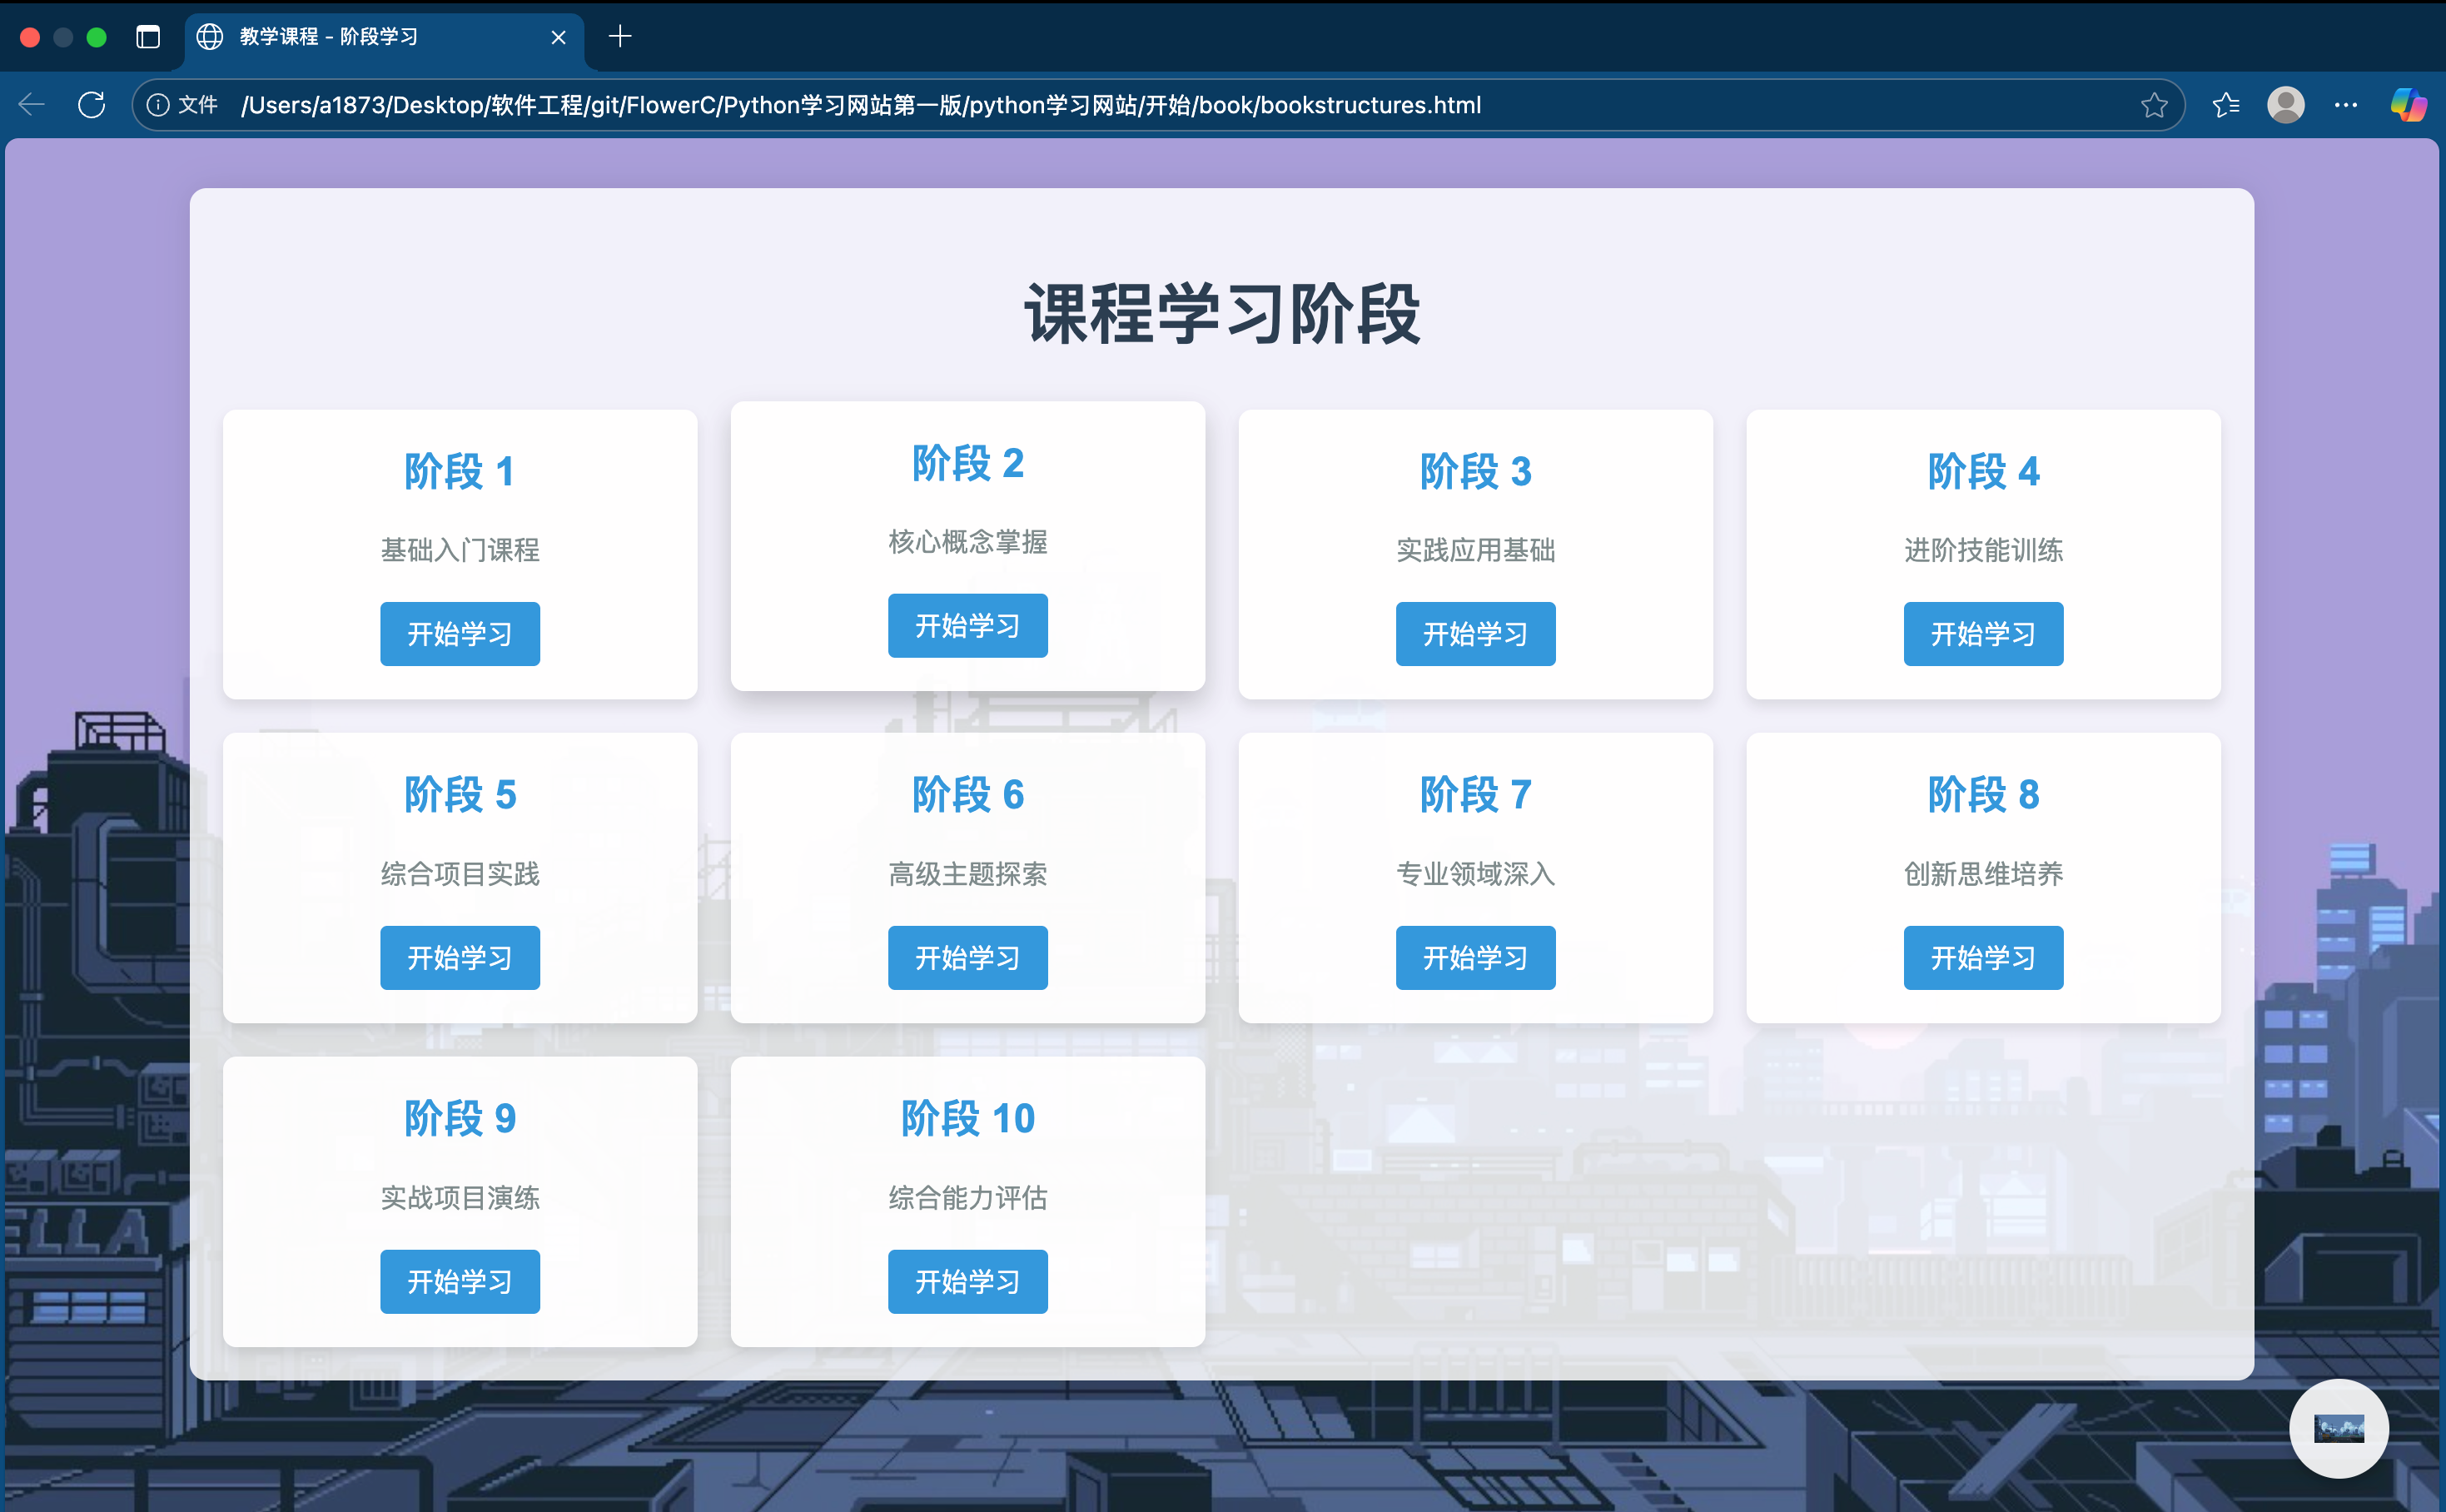 教学课程 - 阶段学习
文件 /Users/a1873/Desktop/软件工程/git/FlowerC/Python学习网站第一版/python学习网站/开始/book/bookstructures.html
课程学习阶段
阶段 1
基础入门课程
开始学习
阶段 2
核心概念掌握
开始学习
阶段 3
实践应用基础
开始学习
阶段 4
进阶技能训练
开始学习
阶段 5
综合项目实践
开始学习
阶段 6
高级主题探索
开始学习
阶段 7
专业领域深入
开始学习
阶段 8
创新思维培养
开始学习
阶段 9
实战项目演练
开始学习
阶段 10
综合能力评估
开始学习
ELLA